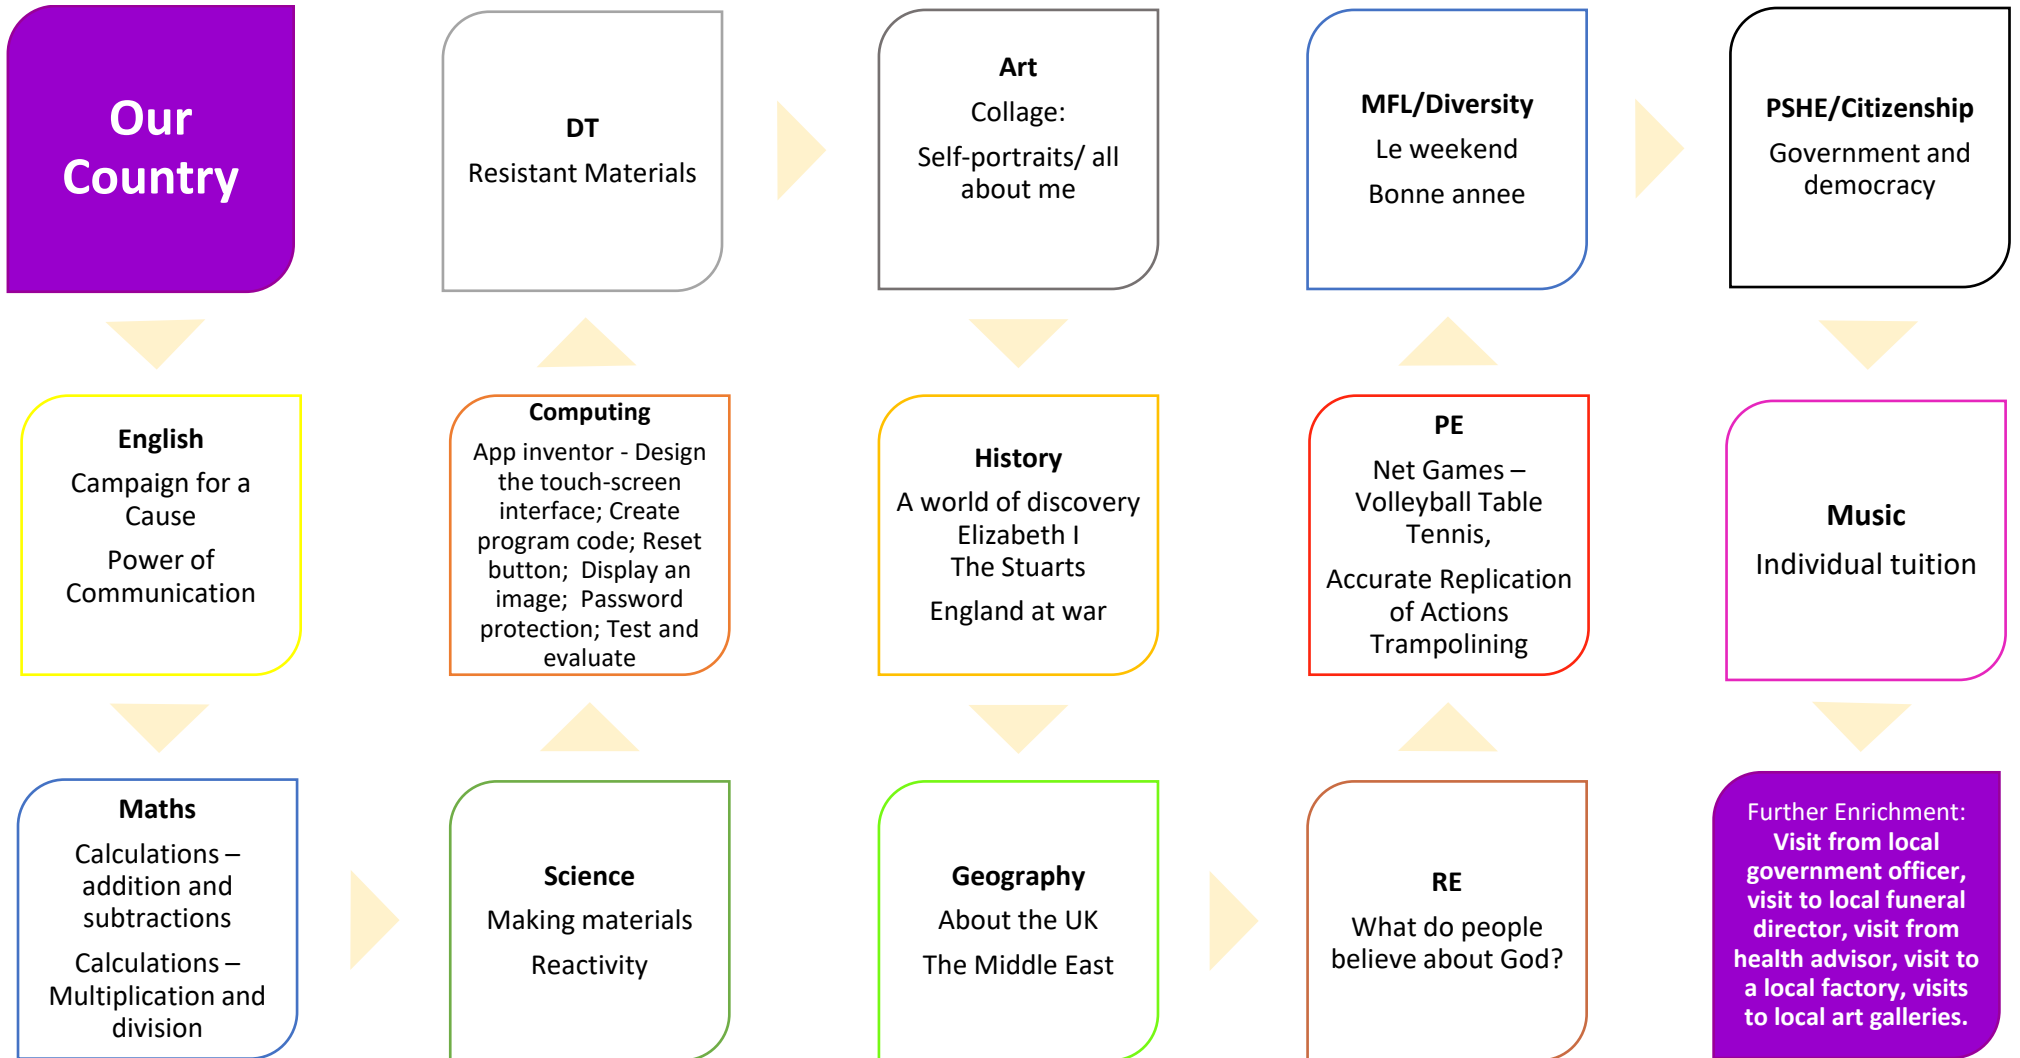 Our
Country
English
Campaign for a
Cause
Power of
Communication
Maths
Calculations –
addition and
subtractions
Calculations –
Multiplication and
division
Science
Making materials
Reactivity
Computing
App inventor - Design
the touch-screen
interface; Create
program code; Reset
button;  Display an
image;  Password
protection; Test and
evaluate
DT
Resistant Materials
Art
Collage:
Self-portraits/ all
about me
History
A world of discovery
Elizabeth I
The Stuarts
England at war
Geography
About the UK
The Middle East
RE
What do people
believe about God?
PE
Net Games –
Volleyball Table
Tennis,
Accurate Replication
of Actions
Trampolining
MFL/Diversity
Le weekend
Bonne annee
PSHE/Citizenship
Government and
democracy
Music
Individual tuition
Further Enrichment:
Visit from local
government officer,
visit to local funeral
director, visit from
health advisor, visit to
a local factory, visits
to local art galleries.